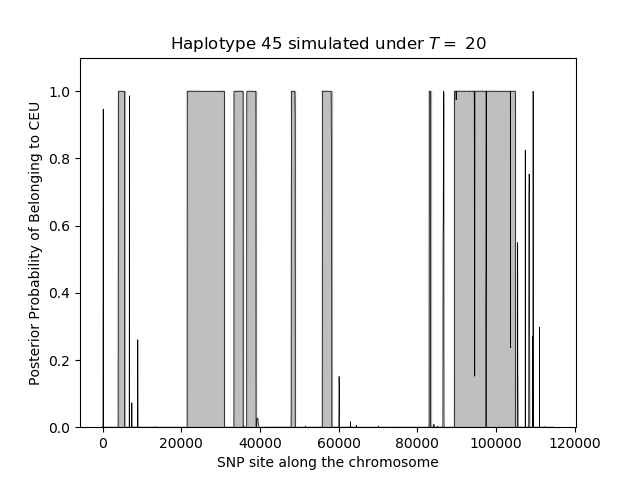 Haplotype 45 simulated under T = 20
Posterior Probability of Belonging to CEU
1.0
0.8
0.6
0.4
0.2
0.0
0 20000 40000 60000 80000 100000 120000
SNP site along the chromosome